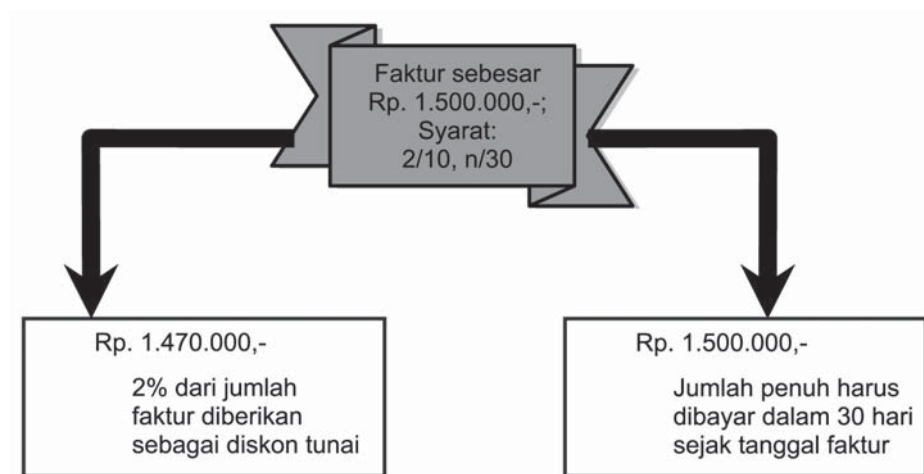 Faktur sebesar
Rp. 1.500.000,-;
Syarat:
2/10, n/30
Rp. 1.470.000,-
2% dari jumlah
faktur diberikan
sebagai diskon tunai
Rp. 1.500.000,-
Jumlah penuh harus
dibayar dalam 30 hari
sejak tanggal faktur